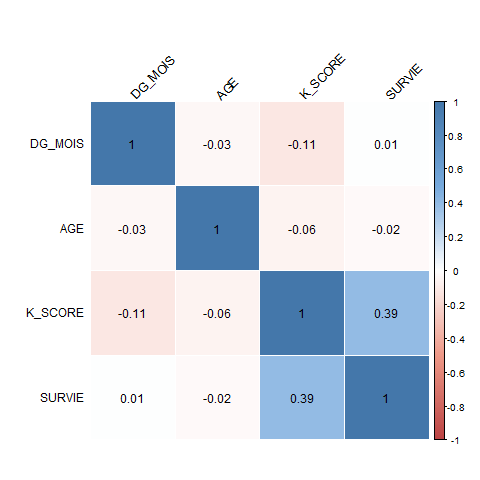 DG_MOIS AGE K_SCORE SURVIE
DG_MOIS 1 -0.03 -0.11 0.01
AGE -0.03 1 -0.06 -0.02
K_SCORE -0.11 -0.06 1 0.39
SURVIE 0.01 -0.02 0.39 1
1
0.8
0.6
0.4
0.2
0
-0.2
-0.4
-0.6
-0.8
-1